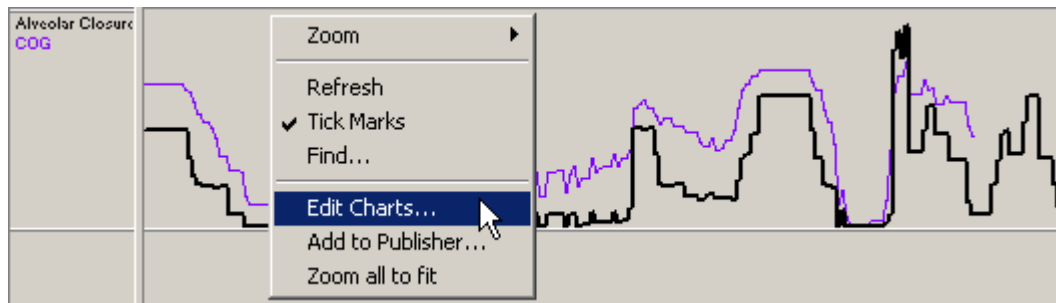 Alveolar Closure
COG
Zoom
Refresh
Tick Marks
Find...
Edit Charts...
Add to Publisher...
Zoom all to fit